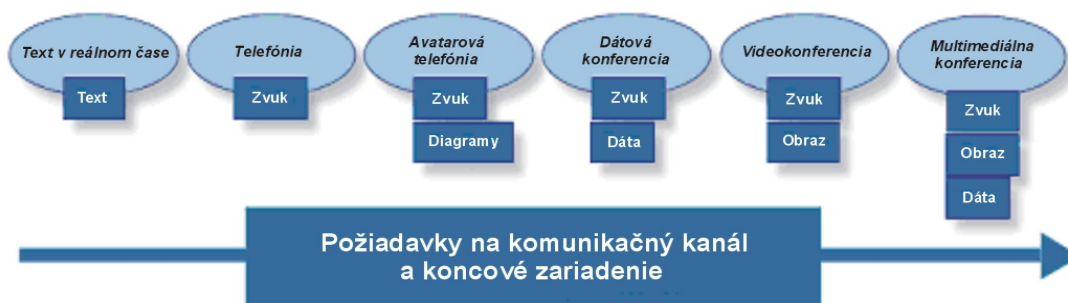 Text v reálnom čase
Text
Telefónia
Zvuk
Avatarová
telefónia
Zvuk
Diagramy
Dátová
konferencia
Zvuk
Dáta
Videokonferencia
Zvuk
Obraz
Multimediálna
konferencia
Zvuk
Obraz
Dáta
Požiadavky na komunikačný kanál
a koncové zariadenie